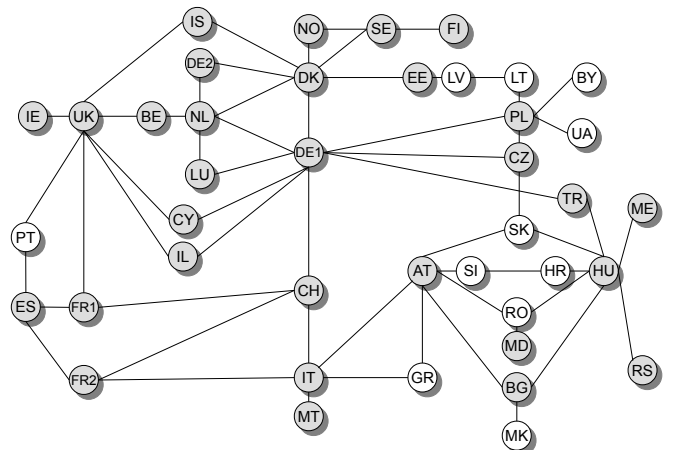 IS
NO
SE
FI
DE2
DK
EE
LV
LT
BY
IE
UK
BE
NL
PL
UA
DE1
CZ
LU
TR
ME
CY
PT
IL
SK
AT
SI
HR
HU
CH
ES
FR1
RO
MD
FR2
IT
GR
BG
RS
MT
MK